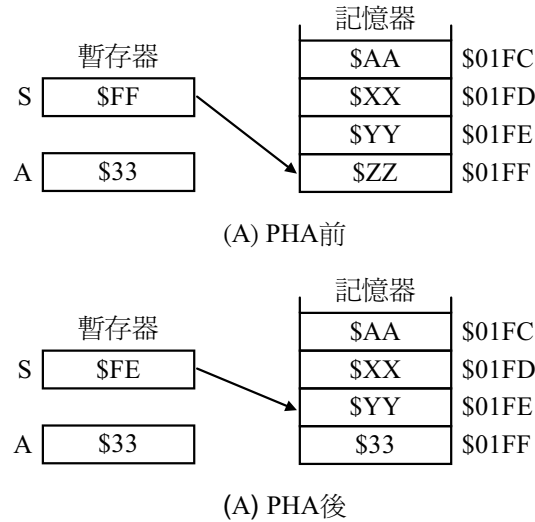 記憶器
暫存器
$AA $01FC
S $FF $XX $01FD
$YY $01FE
A $33 $ZZ $01FF
(A) PHA前
記憶器
暫存器
$AA $01FC
S $FE $XX $01FD
$YY $01FE
A $33 $33 $01FF
(A) PHA後